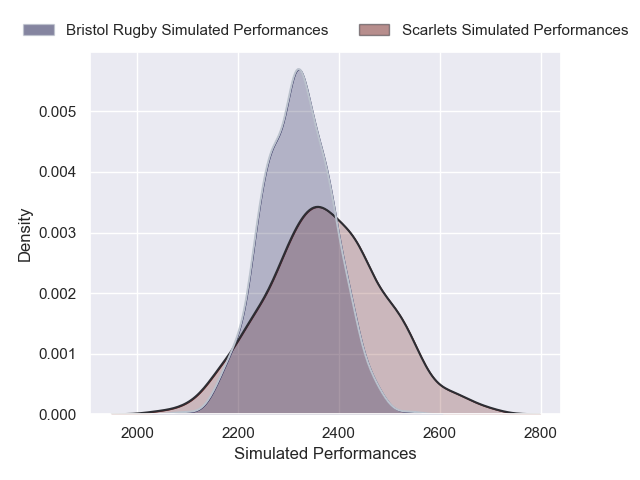 Bristol Rugby Simulated Performances
Scarlets Simulated Performances
Density
0.005
0.004
0.003
0.002
0.001
0.000
2000
2200
2400
2600
2800
Simulated Performances